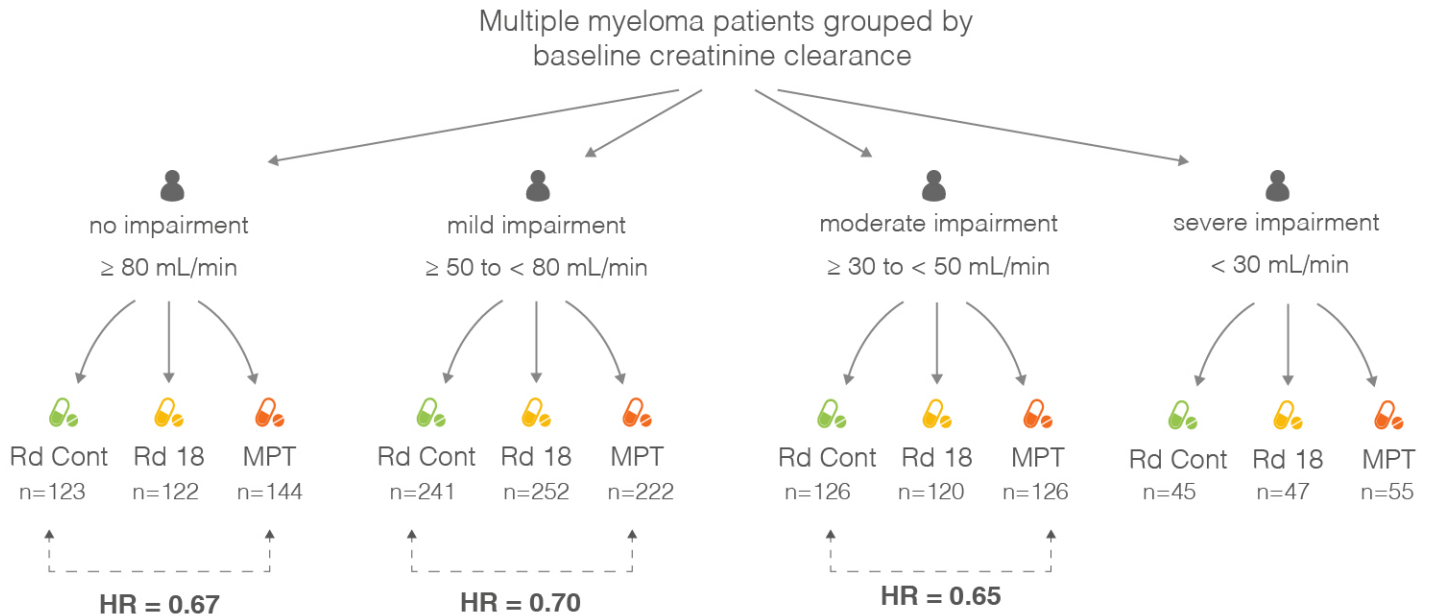 Multiple myeloma patients grouped by
baseline creatinine clearance
no impairment
≥ 80 mL/min
Rd Cont
n=123
Rd 18
n=122
MPT
n=144
HR = 0.67
mild impairment
≥ 50 to < 80 mL/min
Rd Cont
n=241
Rd 18
n=252
MPT
n=222
HR = 0.70
moderate impairment
≥ 30 to < 50 mL/min
Rd Cont
n=126
Rd 18
n=120
MPT
n=126
HR = 0.65
severe impairment
< 30 mL/min
Rd Cont
n=45
Rd 18
n=47
MPT
n=55